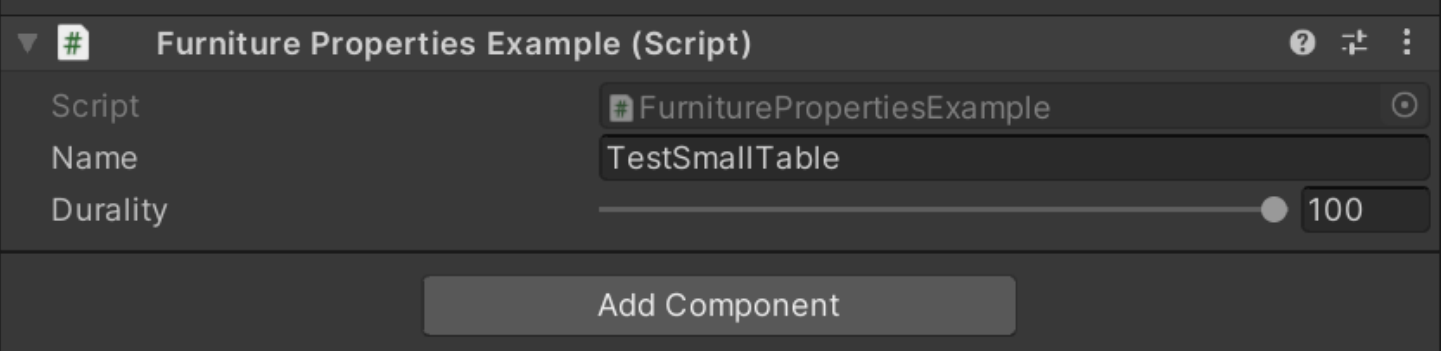 # Furniture Properties Example (Script)
Script # FurniturePropertiesExample
Name TestSmallTable
Durality 100
Add Component